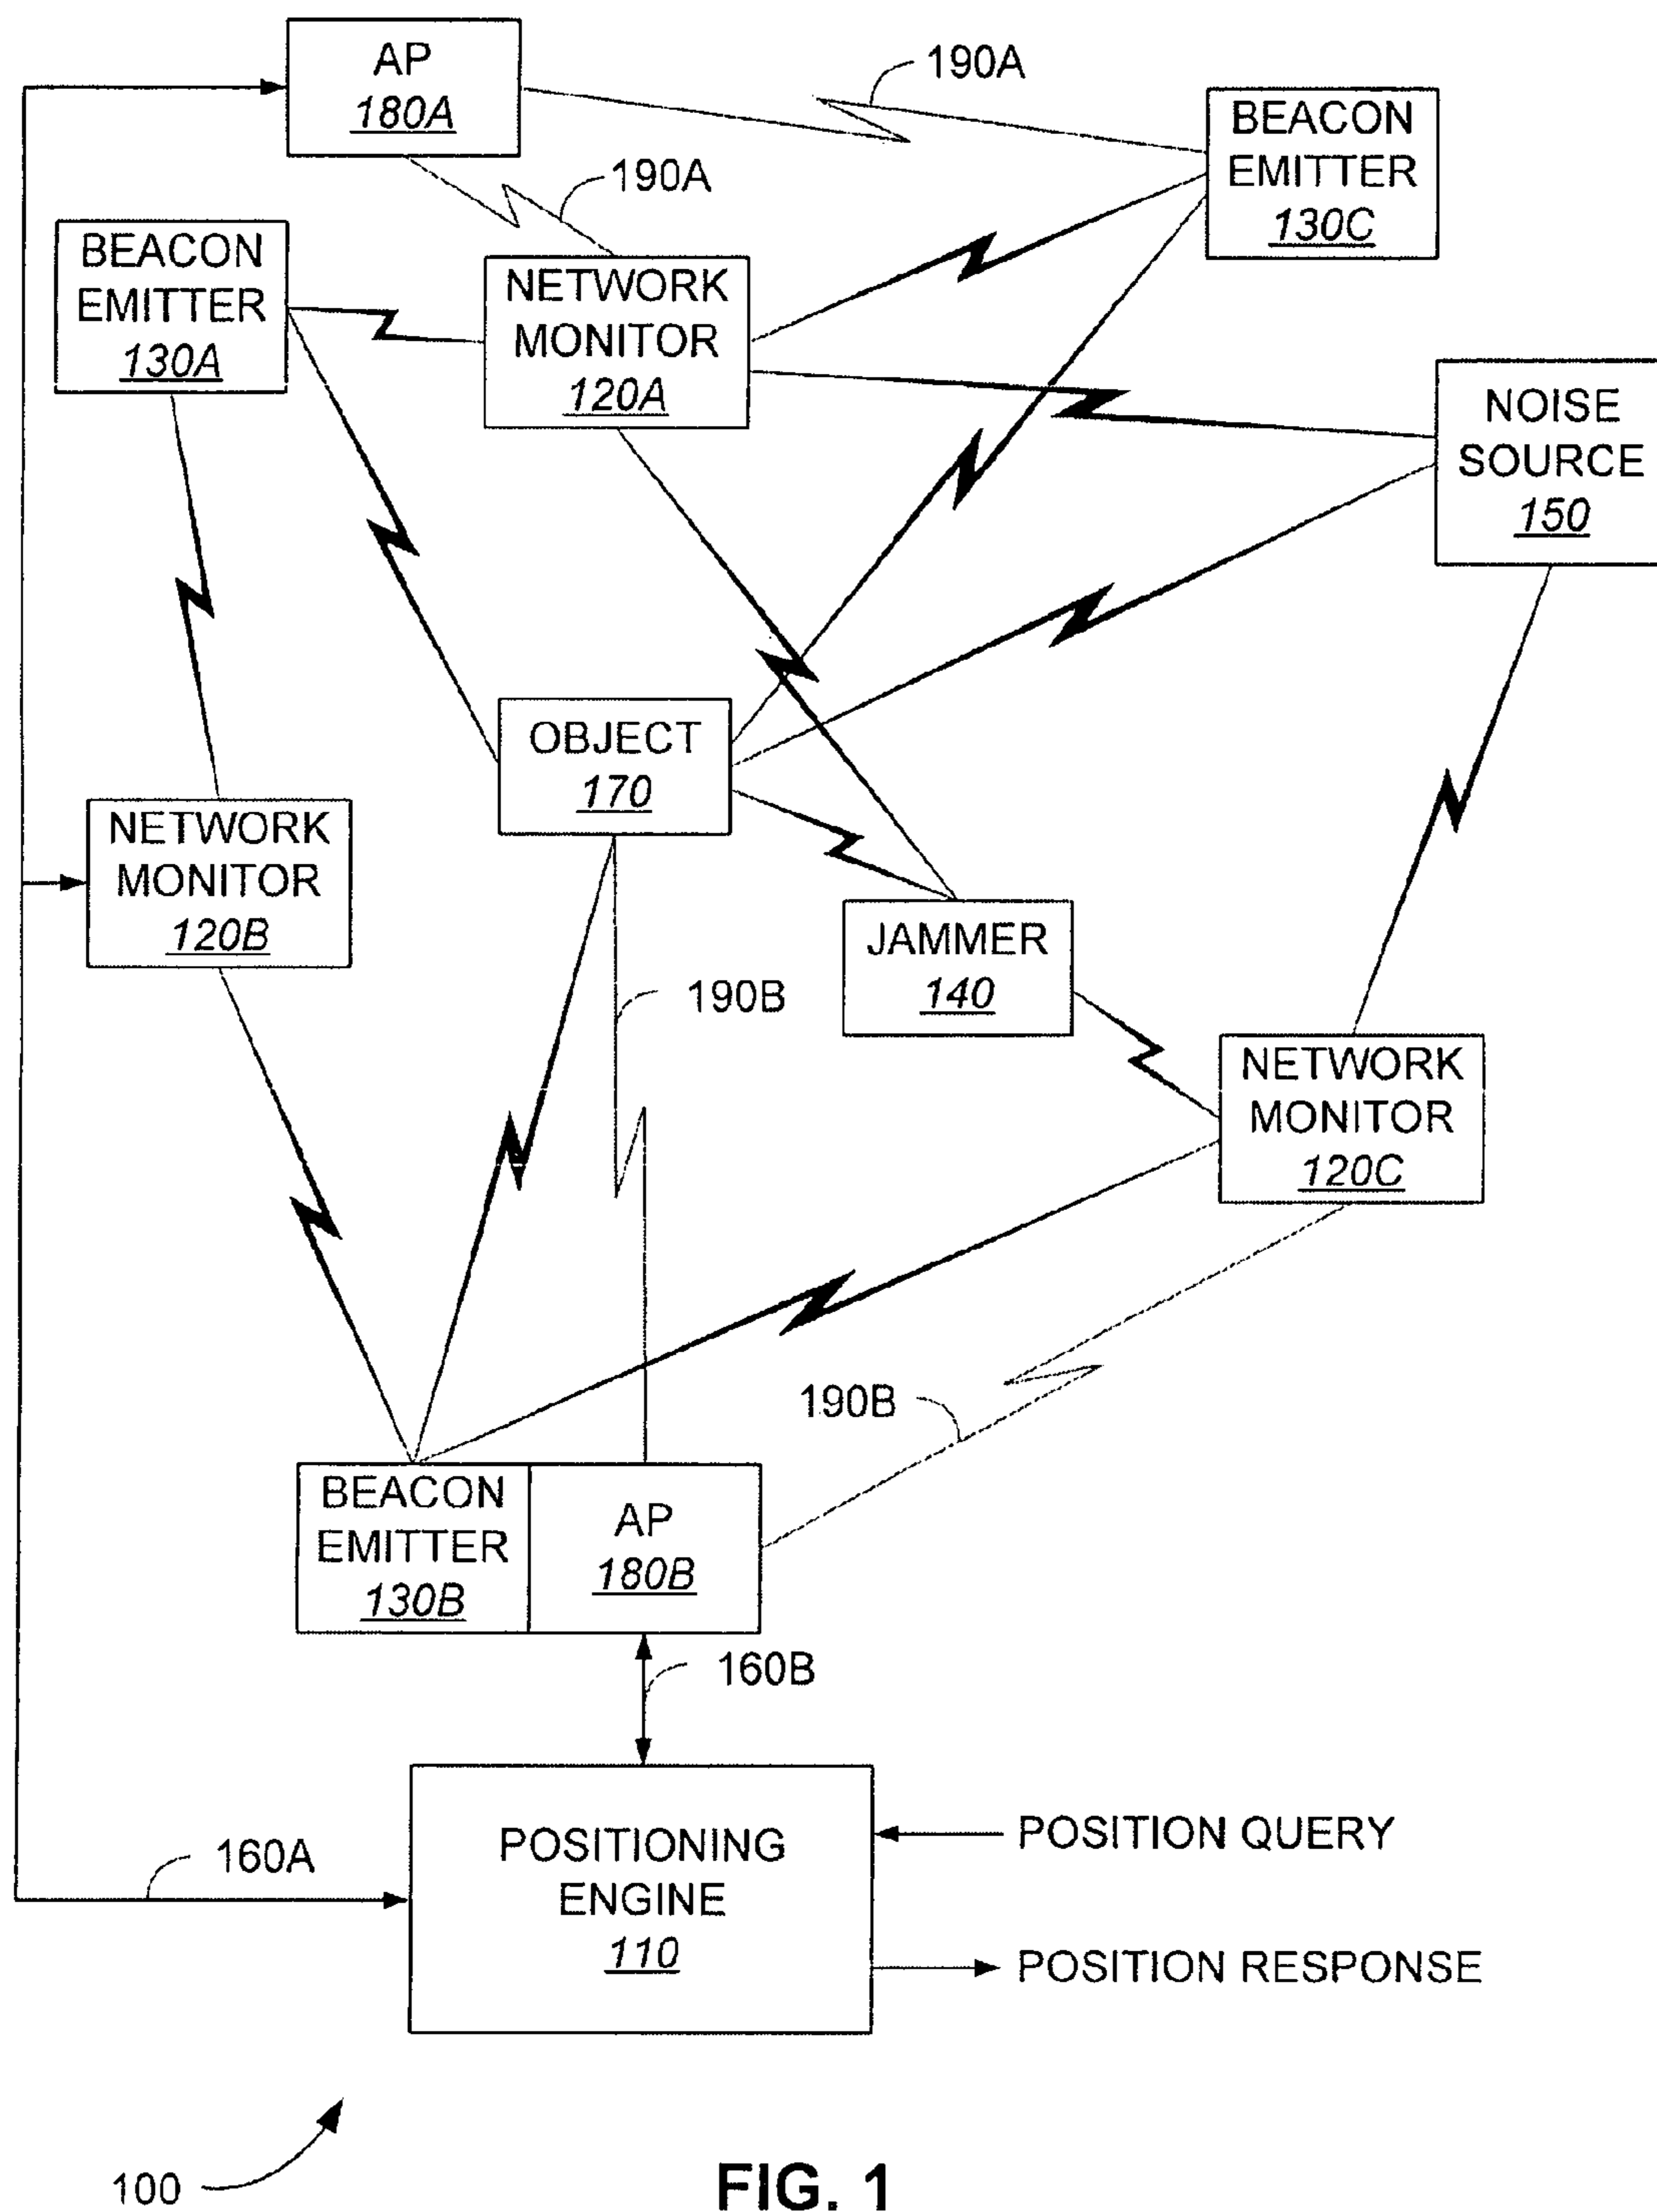 AP
180A
190A
BEACON
EMITTER
130C
190A
BEACON
EMITTER
130A
NETWORK
MONITOR
120A
NOISE
SOURCE
150
OBJECT
170
NETWORK
MONITOR
120B
JAMMER
140
190B
NETWORK
MONITOR
120C
190B
BEACON
EMITTER
130B
AP
180B
160B
POSITIONING
ENGINE
110
160A
POSITION QUERY
POSITION RESPONSE
100
FIG. 1